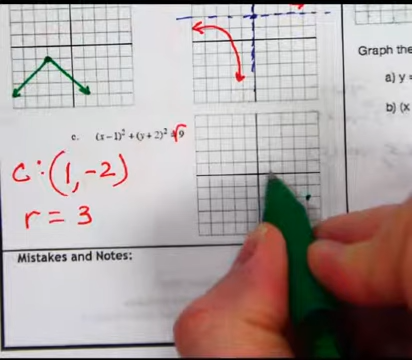 Graph the
a) y =
b) (x
c. (x-1)² + (y+2)² = 9
C: (1, -2)
r = 3
Mistakes and Notes: